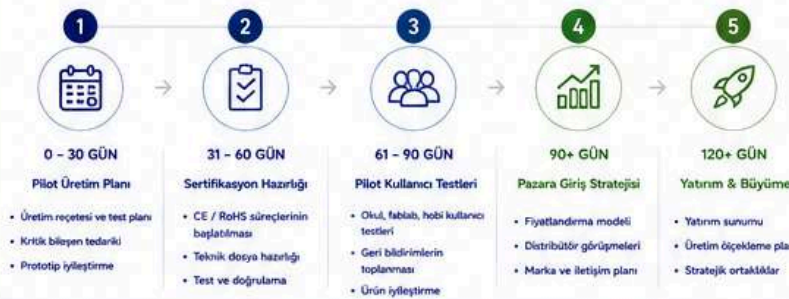 1
2
3
4
5
0 – 30 GÜN
Pilot Üretim Planı
• Üretim reçetesi ve test planı
• Kritik bileşen tedariki
• Prototip iyileştirme
31 – 60 GÜN
Sertifikasyon Hazırlığı
• CE / RoHS süreçlerinin
başlatılması
• Teknik dosya hazırlığı
• Test ve doğrulama
61 – 90 GÜN
Pilot Kullanıcı Testleri
• Okul, fablab, hobi kullanıcı
testleri
• Geri bildirimlerin
toplanması
• Ürün iyileştirme
90+ GÜN
Pazara Giriş Stratejisi
• Fiyatlandırma modeli
• Distribütör görüşmeleri
• Marka ve iletişim planı
120+ GÜN
Yatırım & Büyüme
• Yatırım sunumu
• Üretim ölçekleme pla
• Stratejik ortaklıklar